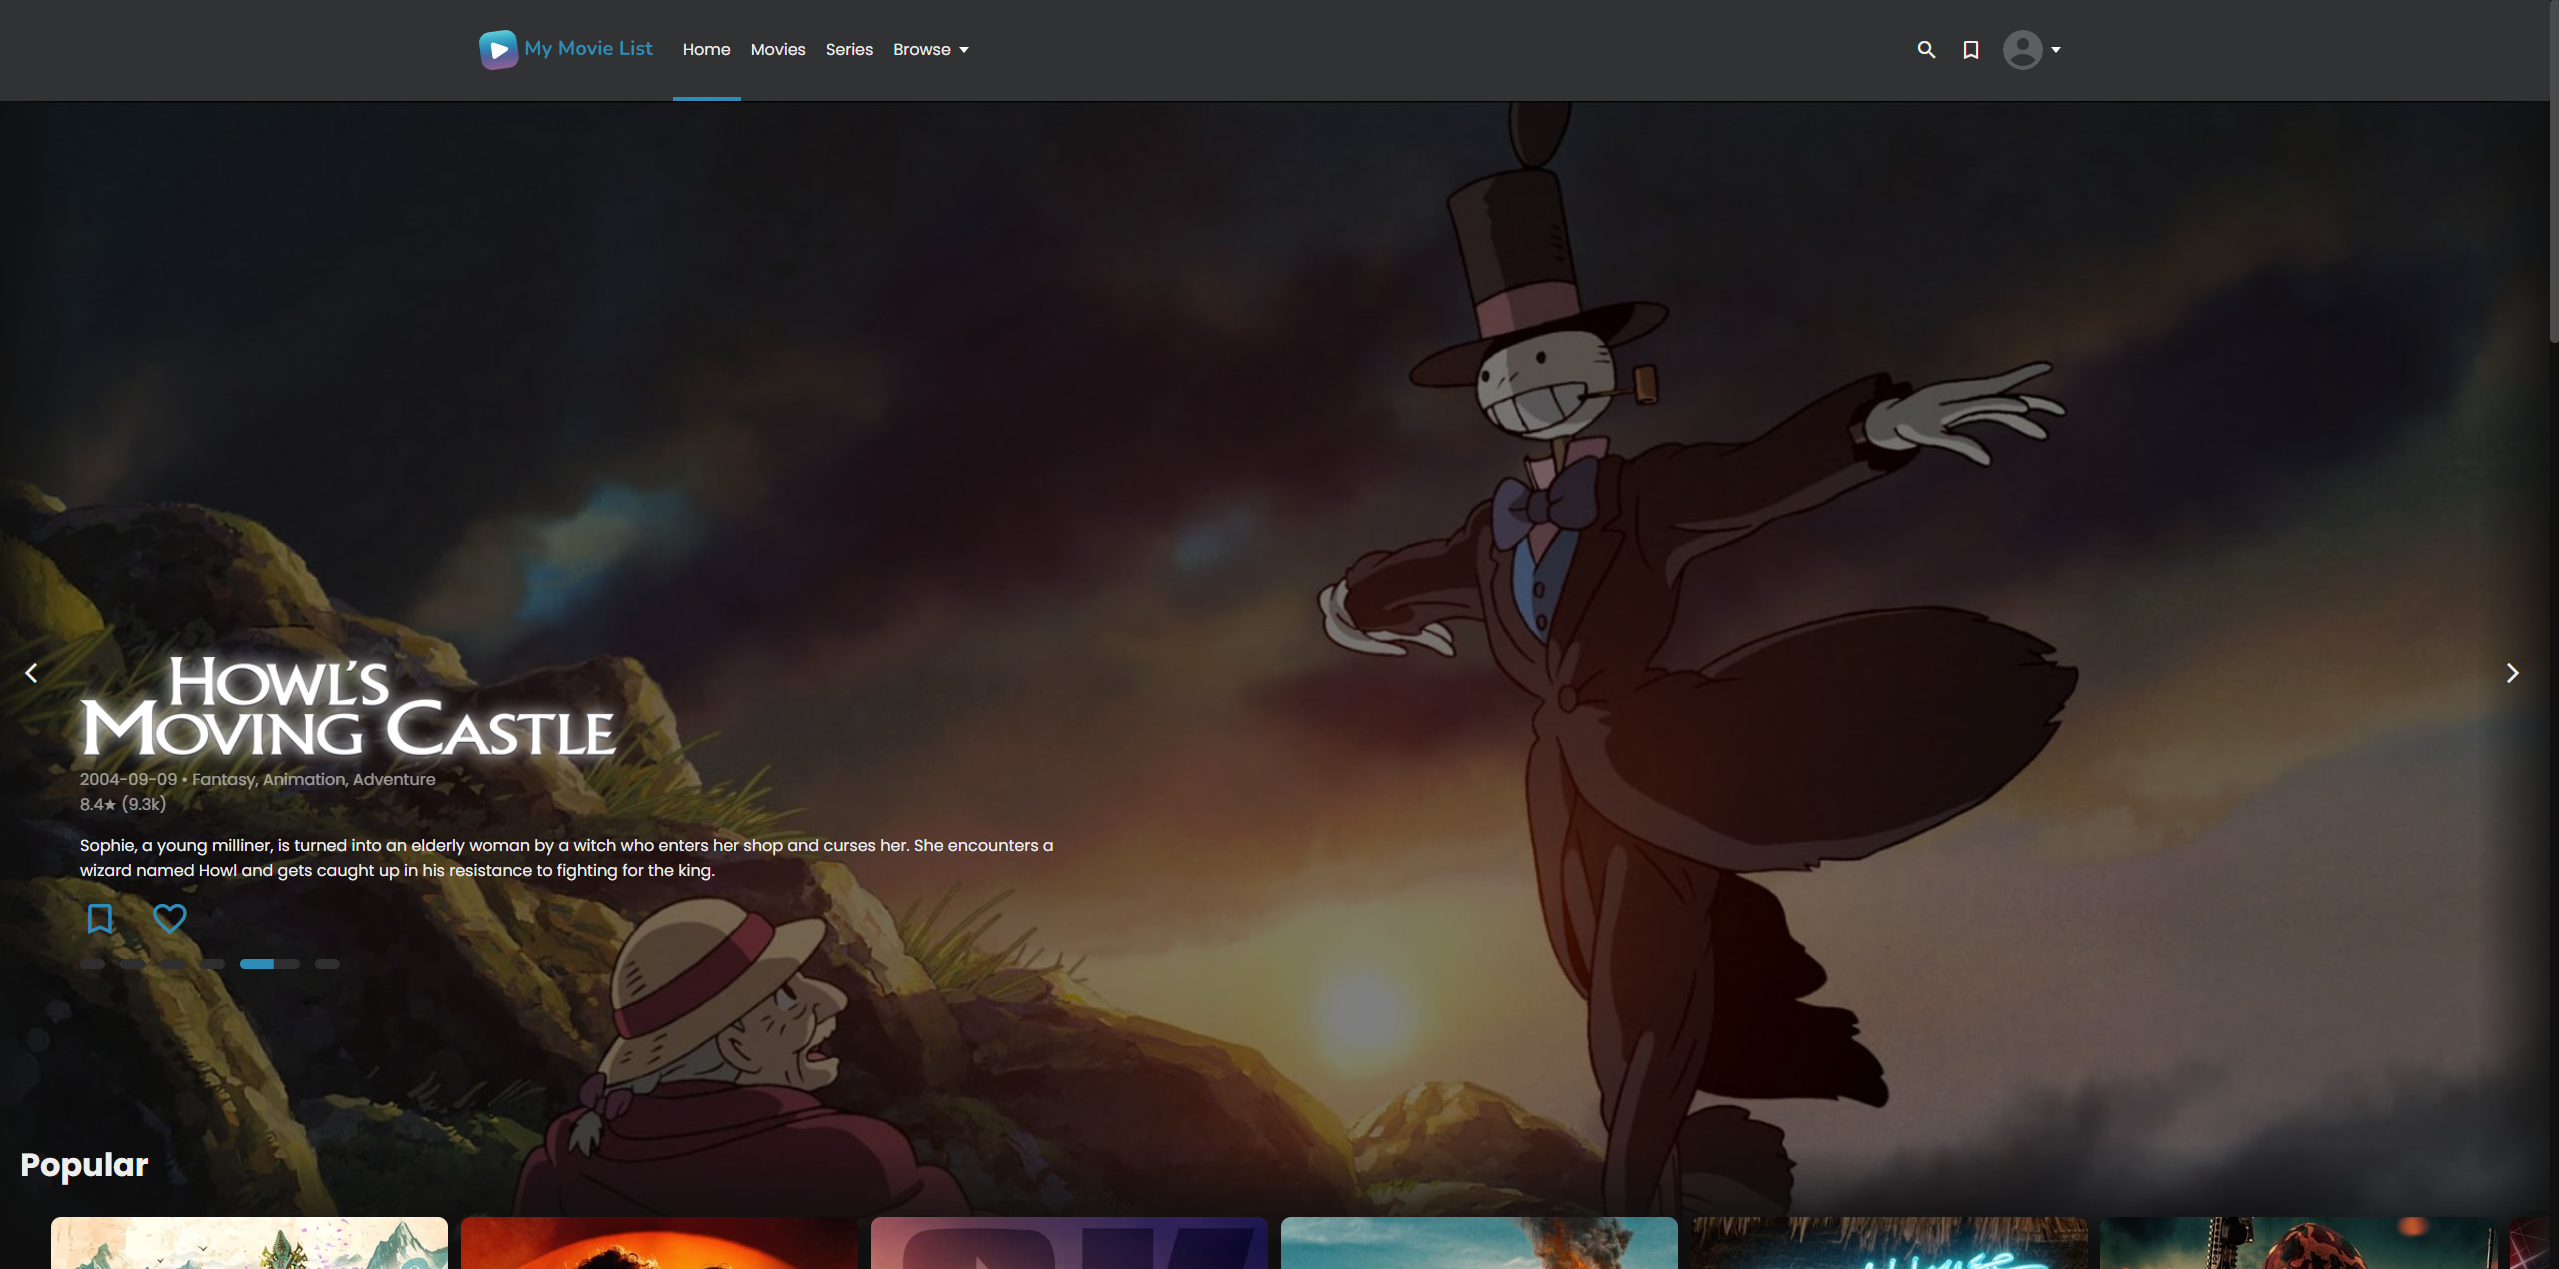 My Movie List
Home
Movies
Series
Browse
HOWL'S
MOVING CASTLE
2004-09-09 • Fantasy, Animation, Adventure
8.4★ (9.3k)
Sophie, a young milliner, is turned into an elderly woman by a witch who enters her shop and curses her. She encounters a
wizard named Howl and gets caught up in his resistance to fighting for the king.
Popular